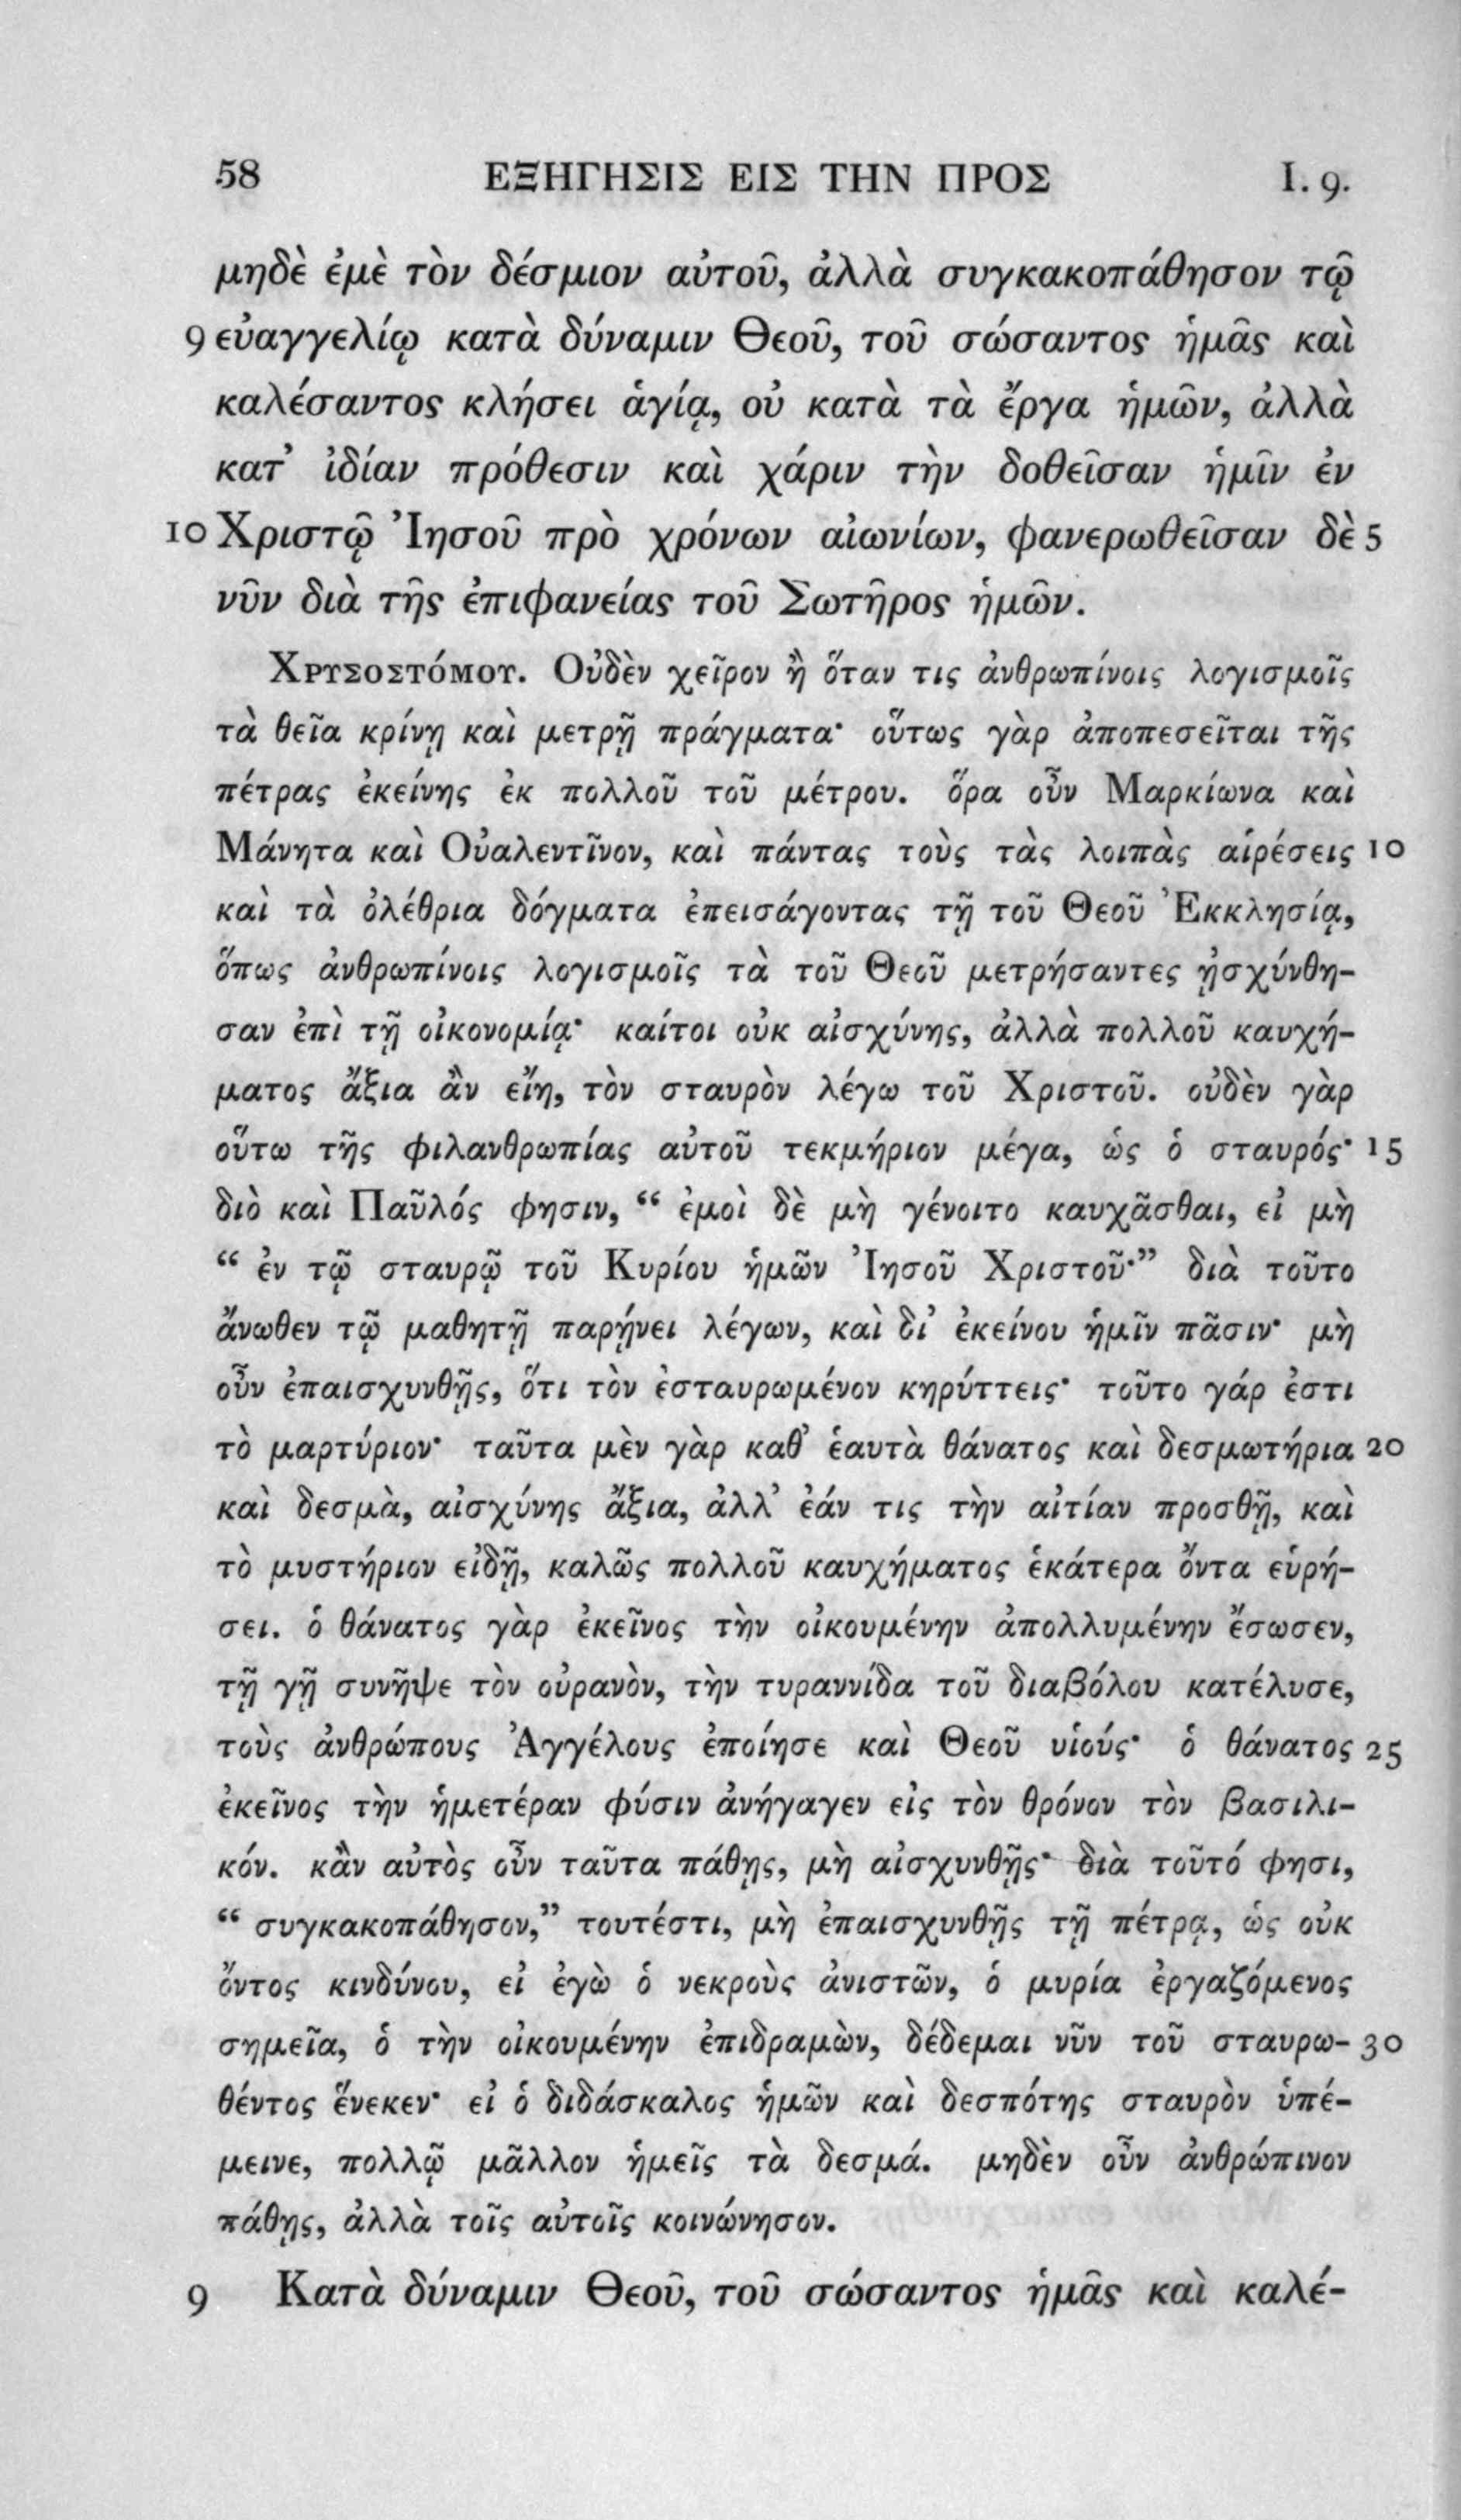 58 ΕΞΗΓΗΣΙΣ ΕΙΣ ΤΗΝ ΠΡΟΣ I. 9.
μηδὲ ἐμὲ τὸν δέσμιον αὐτοῦ, ἀλλὰ συγκακοπάθησον τῷ
9 εὐαγγελίῳ κατὰ δύναμιν Θεοῦ, τοῦ σώσαντος ἡμᾶς καὶ
καλέσαντος κλήσει ἁγίᾳ, οὐ κατὰ τὰ ἔργα ἡμῶν, ἀλλὰ
κατ’ ἰδίαν πρόθεσιν καὶ χάριν τὴν δοθεῖσαν ἡμῖν ἐν
10 Χριστῷ Ἰησοῦ πρὸ χρόνων αἰωνίων, φανερωθεῖσαν δὲ 5
νῦν διὰ τῆς ἐπιφανείας τοῦ Σωτῆρος ἡμῶν.
Χρυσοστόμου. Οὐδὲν χεῖρον ἢ ὅταν τις ἀνθρωπίνοις λογισμοῖς
τὰ θεῖα κρίνῃ καὶ μετρῇ πράγματα· οὕτως γὰρ ἀποπεσεῖται τῆς
πέτρας ἐκείνης ἐκ πολλοῦ τοῦ μέτρου. ὅρα οὖν Μαρκίωνα καὶ
Μάνητα καὶ Οὐαλεντῖνον, καὶ πάντας τοὺς τὰς λοιπὰς αἱρέσεις 10
καὶ τὰ ὀλέθρια δόγματα ἐπεισάγοντας τῇ τοῦ Θεοῦ Ἐκκλησίᾳ,
ὅπως ἀνθρωπίνοις λογισμοῖς τὰ τοῦ Θεοῦ μετρήσαντες ᾐσχύνθη-
σαν ἐπὶ τῇ οἰκονομίᾳ· καίτοι οὐκ αἰσχύνης, ἀλλὰ πολλοῦ καυχή-
ματος ἄξια ἂν εἴη, τὸν σταυρὸν λέγω τοῦ Χριστοῦ. οὐδὲν γὰρ
οὕτω τῆς φιλανθρωπίας αὐτοῦ τεκμήριον μέγα, ὡς ὁ σταυρός· 15
διὸ καὶ Παῦλός φησιν, “ ἐμοὶ δὲ μὴ γένοιτο καυχᾶσθαι, εἰ μὴ
“ ἐν τῷ σταυρῷ τοῦ Κυρίου ἡμῶν Ἰησοῦ Χριστοῦ·” διὰ τοῦτο
ἄνωθεν τῷ μαθητῇ παρῄνει λέγων, καὶ δι’ ἐκείνου ἡμῖν πᾶσιν· μὴ
οὖν ἐπαισχυνθῇς, ὅτι τὸν ἐσταυρωμένον κηρύττεις· τοῦτο γάρ ἐστι
τὸ μαρτύριον· ταῦτα μὲν γὰρ καθ’ ἑαυτὰ θάνατος καὶ δεσμωτήρια 20
καὶ δεσμὰ, αἰσχύνης ἄξια, ἀλλ’ ἐάν τις τὴν αἰτίαν προσθῇ, καὶ
τὸ μυστήριον εἰδῇ, καλῶς πολλοῦ καυχήματος ἑκάτερα ὄντα εὑρή-
σει. ὁ θάνατος γὰρ ἐκεῖνος τὴν οἰκουμένην ἀπολλυμένην ἔσωσεν,
τῇ γῇ συνῆψε τὸν οὐρανὸν, τὴν τυραννίδα τοῦ διαβόλου κατέλυσε,
τοὺς ἀνθρώπους Ἀγγέλους ἐποίησε καὶ Θεοῦ υἱούς· ὁ θάνατος 25
ἐκεῖνος τὴν ἡμετέραν φύσιν ἀνήγαγεν εἰς τὸν θρόνον τὸν βασιλι-
κόν. κἂν αὐτὸς οὖν ταῦτα πάθῃς, μὴ αἰσχυνθῇς· διὰ τοῦτό φησι,
“ συγκακοπάθησον,” τουτέστι, μὴ ἐπαισχυνθῇς τῇ πέτρᾳ, ὡς οὐκ
ὄντος κινδύνου, εἰ ἐγὼ ὁ νεκροὺς ἀνιστῶν, ὁ μυρία ἐργαζόμενος
σημεῖα, ὁ τὴν οἰκουμένην ἐπιδραμὼν, δέδεμαι νῦν τοῦ σταυρω- 30
θέντος ἕνεκεν· εἰ ὁ διδάσκαλος ἡμῶν καὶ δεσπότης σταυρὸν ὑπέ-
μεινε, πολλῷ μᾶλλον ἡμεῖς τὰ δεσμά. μηδὲν οὖν ἀνθρώπινον
πάθῃς, ἀλλὰ τοῖς αὐτοῖς κοινώνησον.
9 Κατὰ δύναμιν Θεοῦ, τοῦ σώσαντος ἡμᾶς καὶ καλέ-